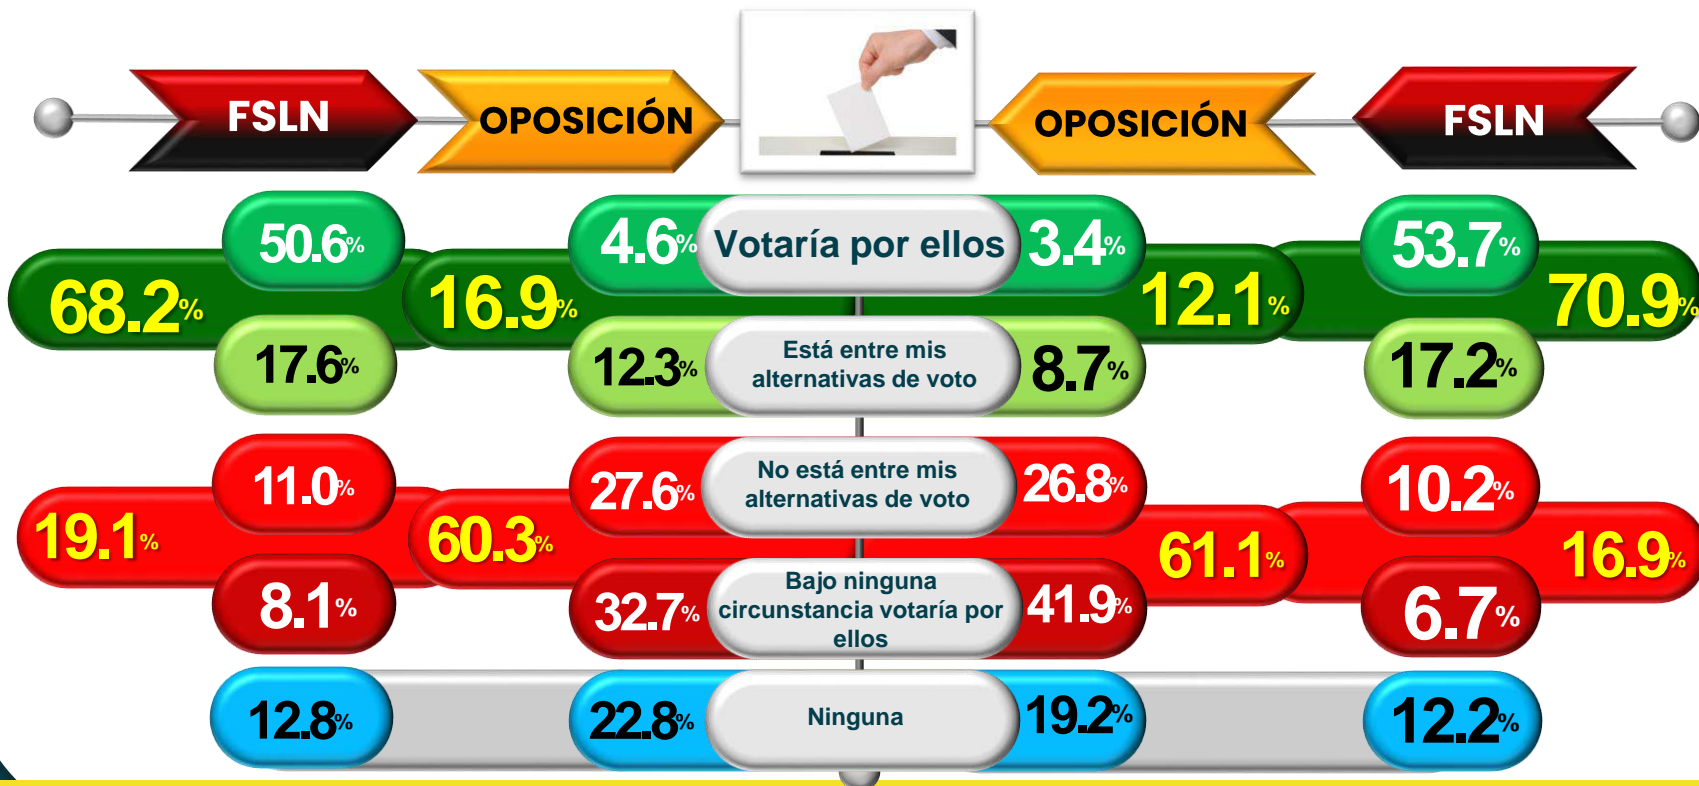 FSLN OPOSICIÓN OPOSICIÓN FSLN
50.6% 4.6% Votaría por ellos 3.4% 53.7%
68.2% 16.9% 12.1% 70.9%
17.6% 12.3% Está entre mis
alternativas de voto 8.7% 17.2%
11.0% 27.6% No está entre mis
alternativas de voto 26.8% 10.2%
19.1% 60.3% 61.1% 16.9%
8.1% 32.7% Bajo ninguna
circunstancia votaría por
ellos 41.9% 6.7%
12.8% 22.8% Ninguna 19.2% 12.2%